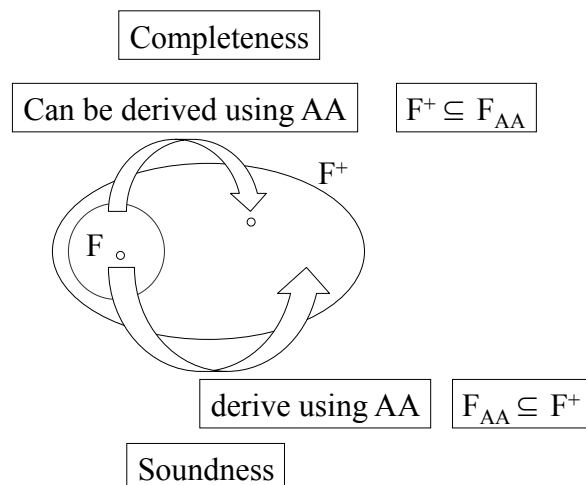 Completeness
Can be derived using AA
F⁺ ⊆ F_AA
F⁺
F
derive using AA
F_AA ⊆ F⁺
Soundness